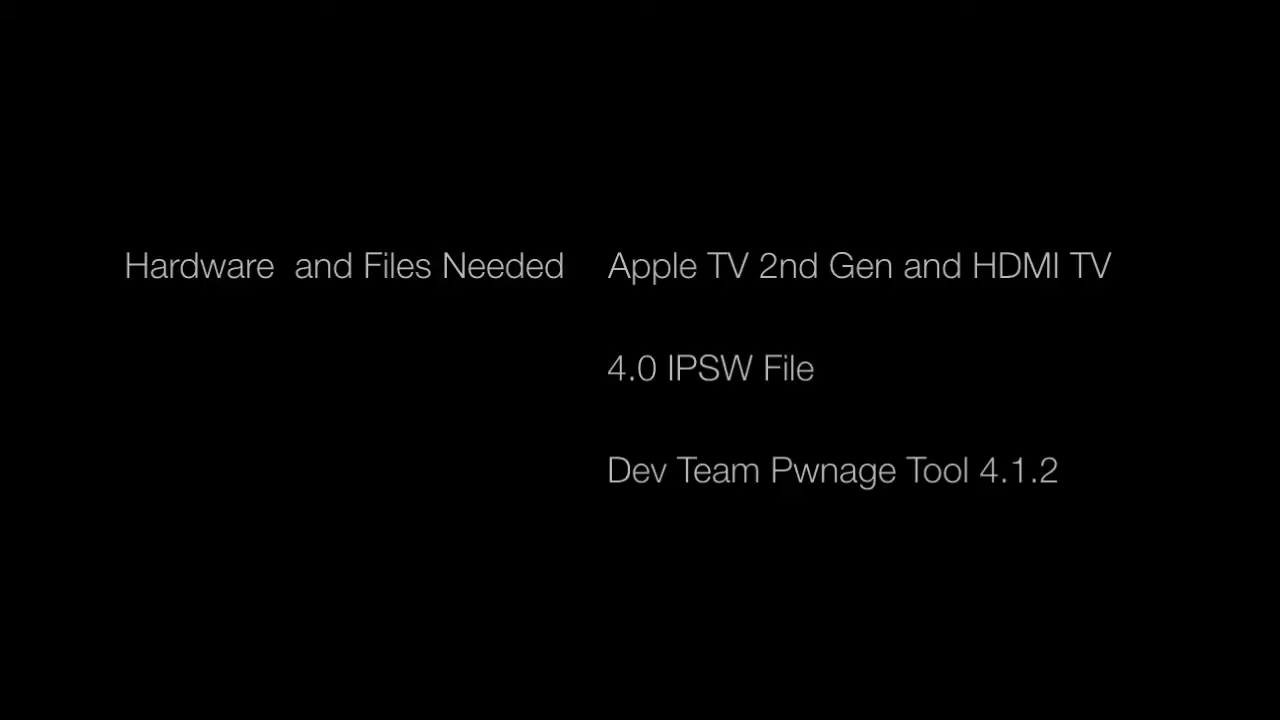 Hardware  and Files Needed Apple TV 2nd Gen and HDMI TV
4.0 IPSW File
Dev Team Pwnage Tool 4.1.2